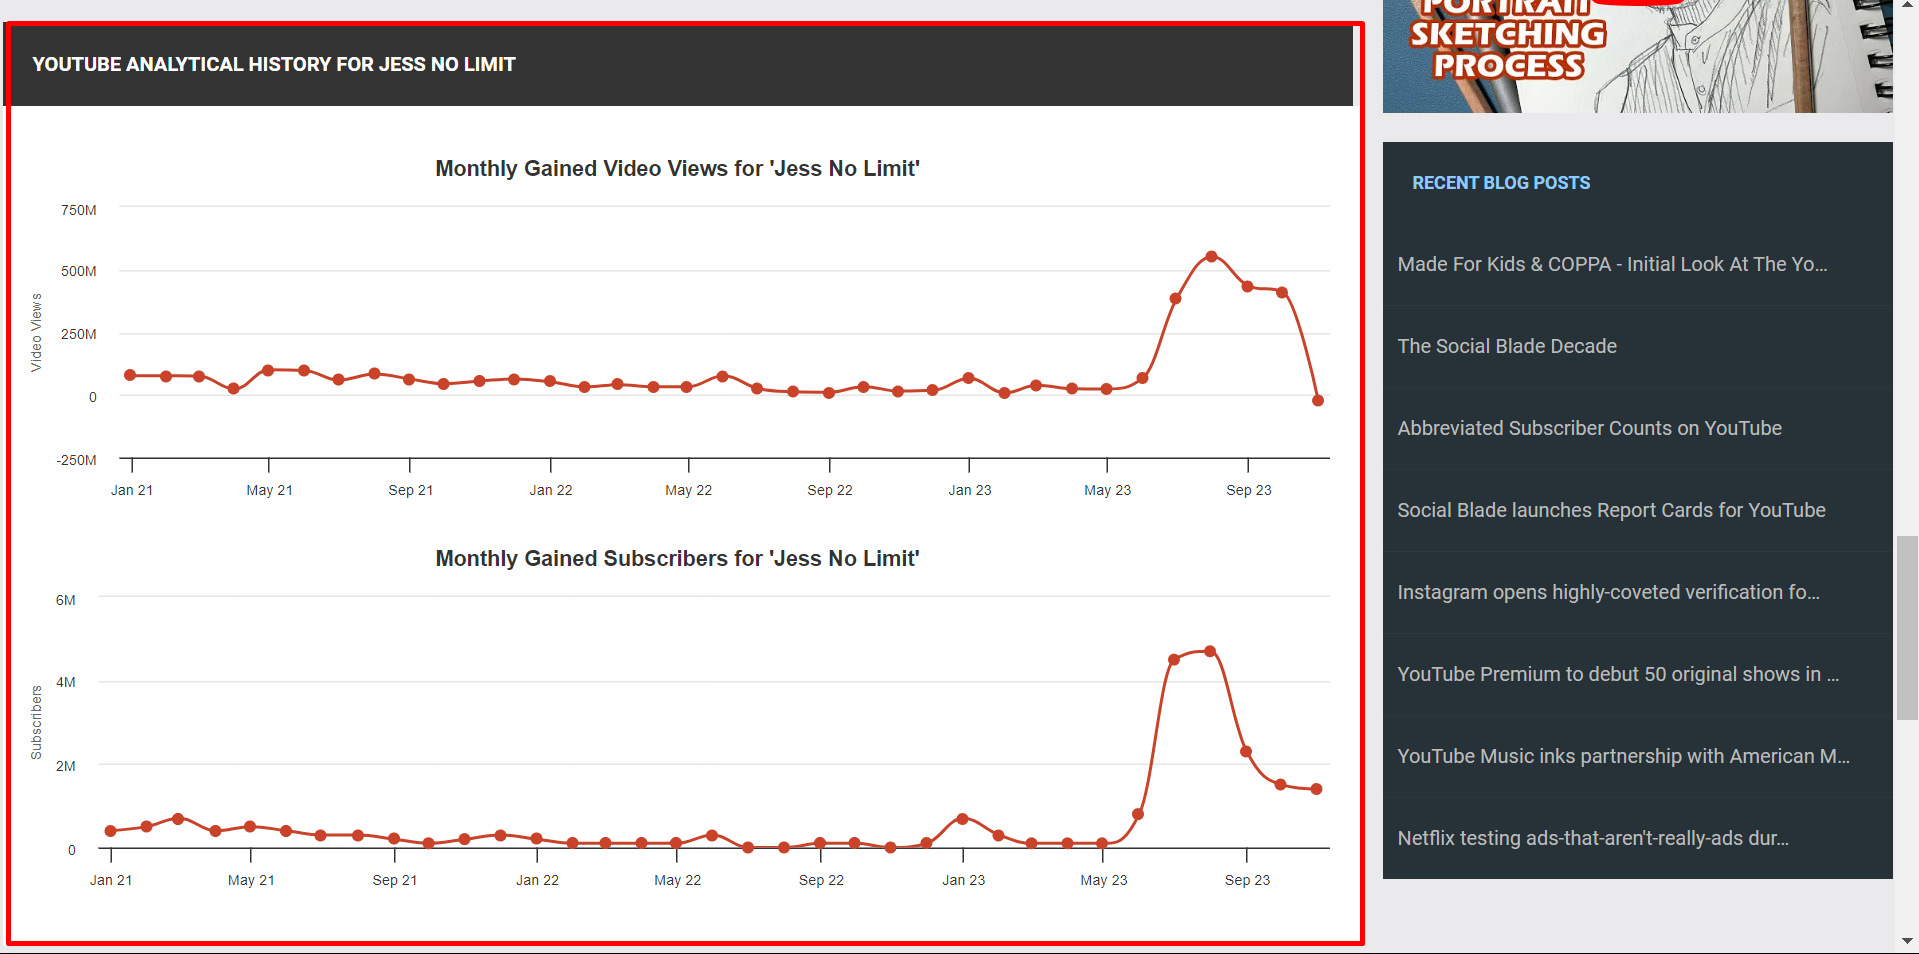 YOUTUBE ANALYTICAL HISTORY FOR JESS NO LIMIT
Monthly Gained Video Views for 'Jess No Limit'
Video Views
750M
500M
250M
0
-250M
Jan 21 May 21 Sep 21 Jan 22 May 22 Sep 22 Jan 23 May 23 Sep 23
Monthly Gained Subscribers for 'Jess No Limit'
Subscribers
6M
4M
2M
0
Jan 21 May 21 Sep 21 Jan 22 May 22 Sep 22 Jan 23 May 23 Sep 23
PORTRAIT
SKETCHING
PROCESS
RECENT BLOG POSTS
Made For Kids & COPPA - Initial Look At The Yo...
The Social Blade Decade
Abbreviated Subscriber Counts on YouTube
Social Blade launches Report Cards for YouTube
Instagram opens highly-coveted verification fo...
YouTube Premium to debut 50 original shows in ...
YouTube Music inks partnership with American M...
Netflix testing ads-that-aren't-really-ads dur...